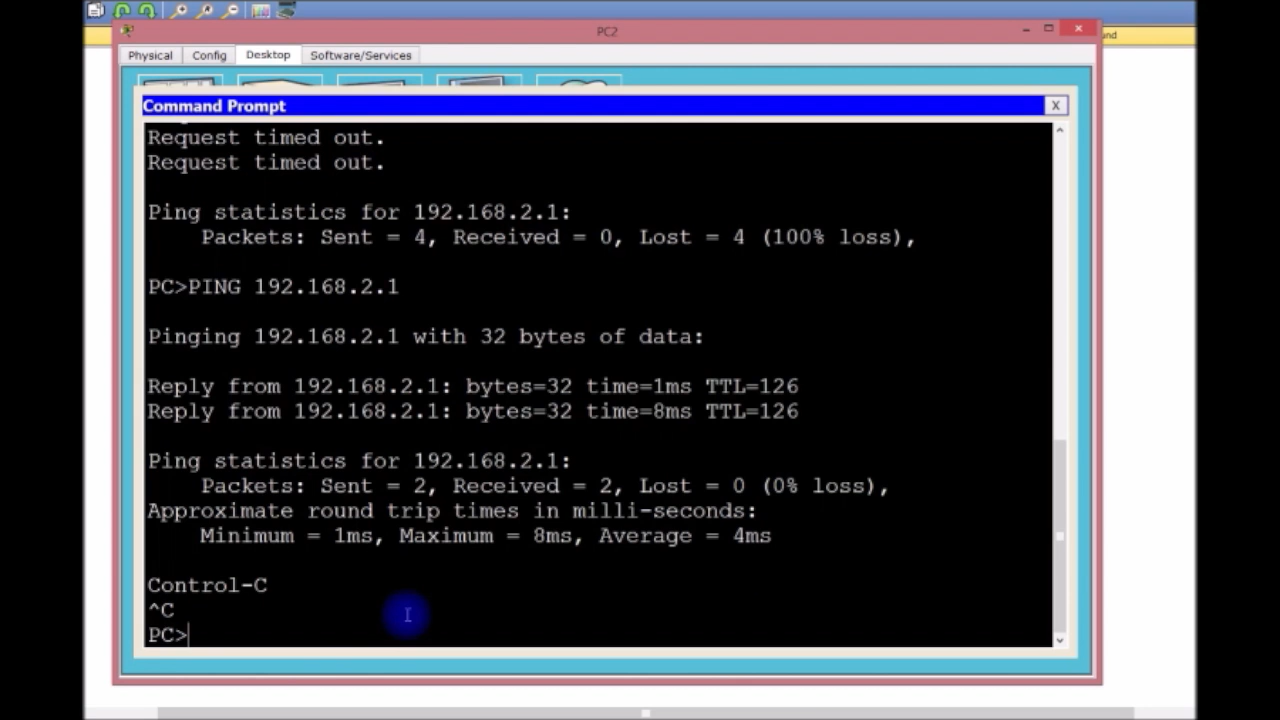 PC2
und
Physical Config Desktop Software/Services
Command Prompt
X
Request timed out.
Request timed out.
Ping statistics for 192.168.2.1:
Packets: Sent = 4, Received = 0, Lost = 4 (100% loss),
PC>PING 192.168.2.1
Pinging 192.168.2.1 with 32 bytes of data:
Reply from 192.168.2.1: bytes=32 time=1ms TTL=126
Reply from 192.168.2.1: bytes=32 time=8ms TTL=126
Ping statistics for 192.168.2.1:
Packets: Sent = 2, Received = 2, Lost = 0 (0% loss),
Approximate round trip times in milli-seconds:
Minimum = 1ms, Maximum = 8ms, Average = 4ms
Control-C
^C
PC>